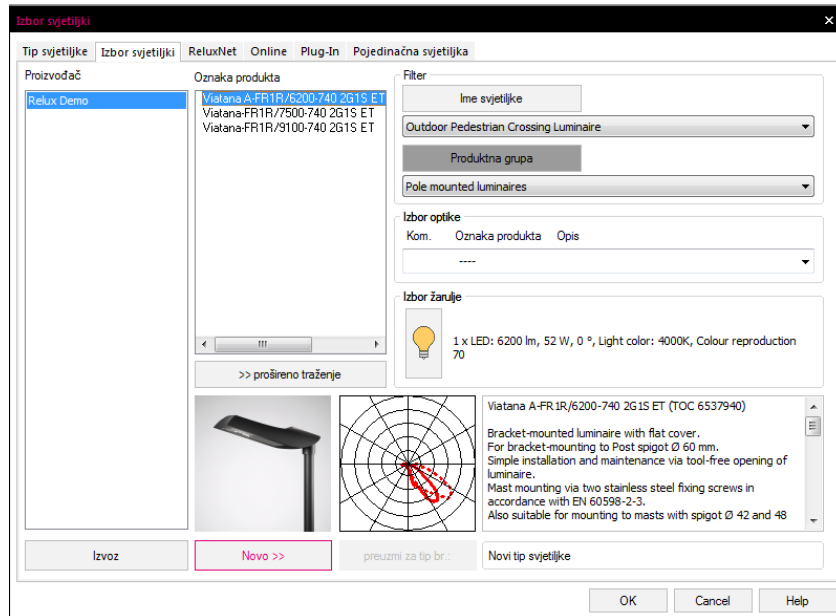 Izbor svjetiljki
Tip svjetiljke Izbor svjetiljki ReluxNet Online Plug-In Pojedinačna svjetiljka
Proizvođač
Relux Demo
Oznaka produkta
Viatana A-FR1R/6200-740 2G1S ET
Viatana-FR1R/7500-740 2G1S ET
Viatana-FR1R/9100-740 2G1S ET
>> prošireno traženje
Filter
Ime svjetiljke
Outdoor Pedestrian Crossing Luminaire
Produktna grupa
Pole mounted luminaires
Izbor optike
Kom. Oznaka produkta Opis
----
Izbor žarulje
1 x LED: 6200 lm, 52 W, 0 °, Light color: 4000K, Colour reproduction
70
Viatana A-FR1R/6200-740 2G1S ET (TOC 6537940)
Bracket-mounted luminaire with flat cover.
For bracket-mounting to Post spigot Ø 60 mm.
Simple installation and maintenance via tool-free opening of
luminaire.
Mast mounting via two stainless steel fixing screws in
accordance with EN 60598-2-3.
Also suitable for mounting to masts with spigot Ø 42 and 48
Izvoz
Novo >>
preuzmi za tip br.:
Novi tip svjetiljke
OK Cancel Help